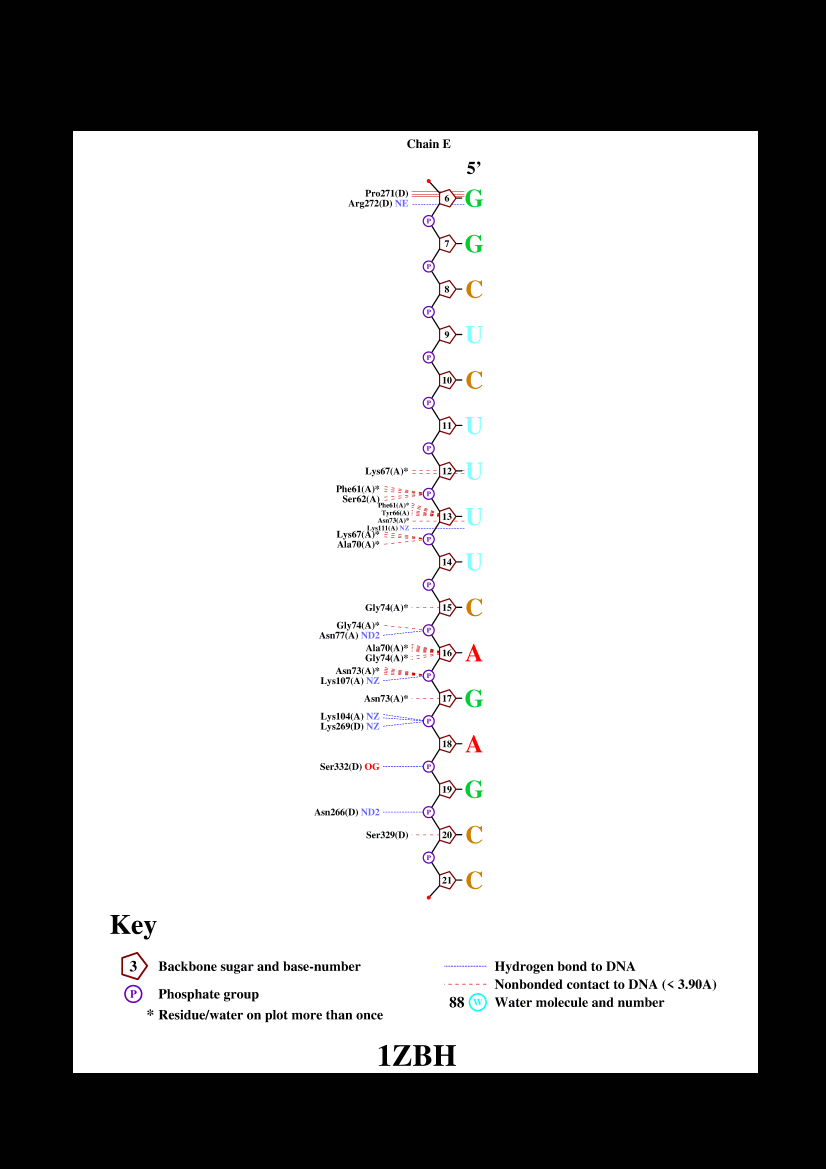 Chain E
5’
Pro271(D)
6 G
Arg272(D) NE
P
7 G
P
8 C
P
9 U
P
10 C
P
11 U
P
Lys67(A)* 12 U
Phe61(A)*
P
Ser62(A)
Phe61(A)*
Tyr66(A)
13 U
Asn73(A)*
Lys111(A) NZ
Lys67(A)*
P
Ala70(A)*
14 U
P
Gly74(A)* 15 C
Gly74(A)*
P
Asn77(A) ND2
Ala70(A)*
16 A
Gly74(A)*
Asn73(A)*
P
Lys107(A) NZ
Asn73(A)* 17 G
Lys104(A) NZ
P
Lys269(D) NZ
18 A
Ser332(D) OG P
19 G
Asn266(D) ND2 P
Ser329(D) 20 C
P
21 C
Key
3 Backbone sugar and base-number
P Phosphate group
* Residue/water on plot more than once
Hydrogen bond to DNA
Nonbonded contact to DNA (< 3.90A)
88 W Water molecule and number
1ZBH